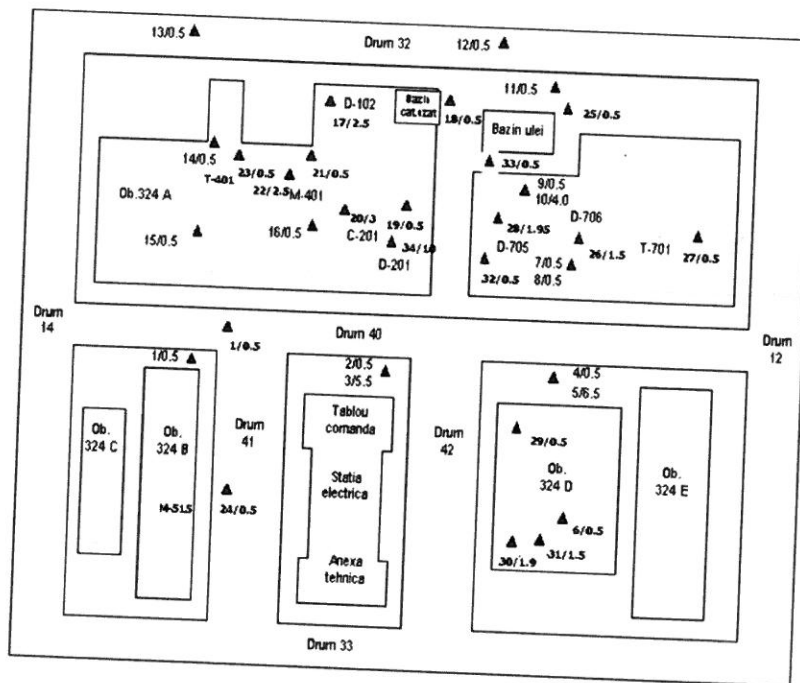 13/0.5
Drum 32
12/0.5
11/0.5
25/0.5
D-102
17/2.5
Bazin
18/0.5
Bazin ulei
14/0.5
T-401
23/0.5
22/2.5
M-401
21/0.5
33/0.5
9/0.5
10/4.0
Ob.324 A
15/0.5
16/0.5
20/3
C-201
19/0.5
34/10
D-201
28/1.95
D-705
32/0.5
D-706
26/1.5
7/0.5
8/0.5
T-701
27/0.5
Drum
14
1/0.5
1/0.5
Drum 40
Drum
12
2/0.5
3/5.5
4/0.5
5/6.5
Ob.
324 C
Ob.
324 B
M-515
Drum
41
24/0.5
Tablou
comanda
Statia
electrica
Anexa
tehnica
Drum
42
29/0.5
Ob.
324 D
6/0.5
31/1.5
30/1.9
Ob.
324 E
Drum 33